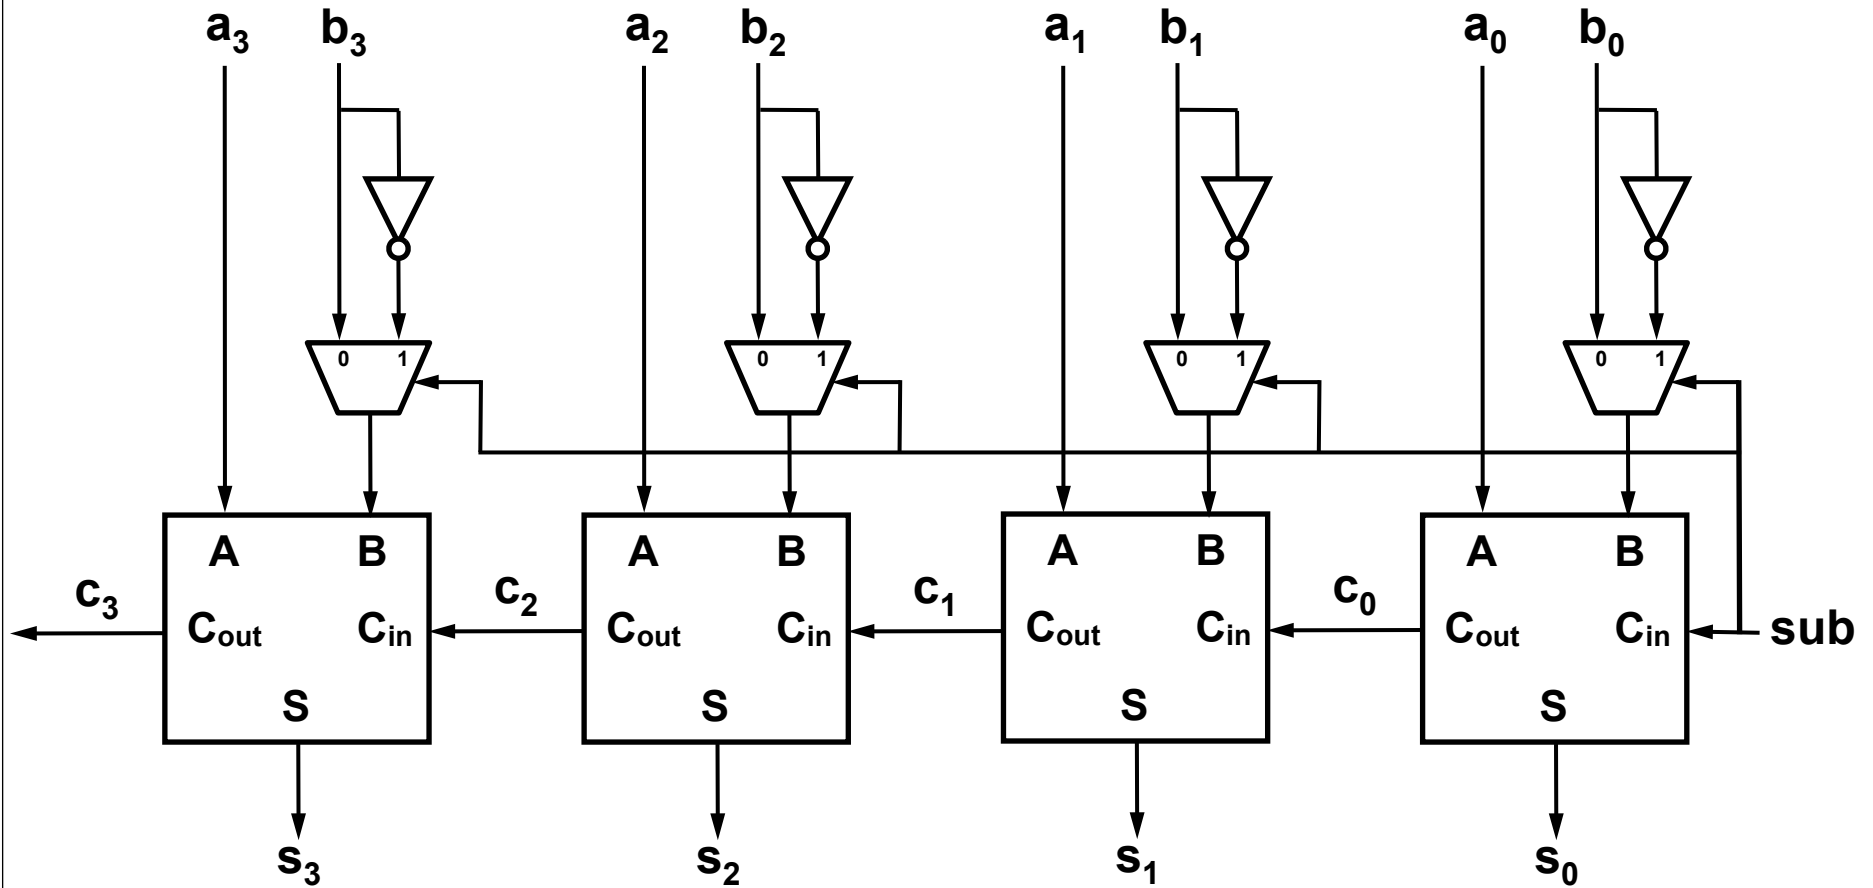 a₃ b₃ a₂ b₂ a₁ b₁ a₀ b₀
0 1 0 1 0 1 0 1
A B A B A B A B
c₃ c₂ c₁ c₀
Cout Cin Cout Cin Cout Cin Cout Cin sub
S S S S
s₃ s₂ s₁ s₀